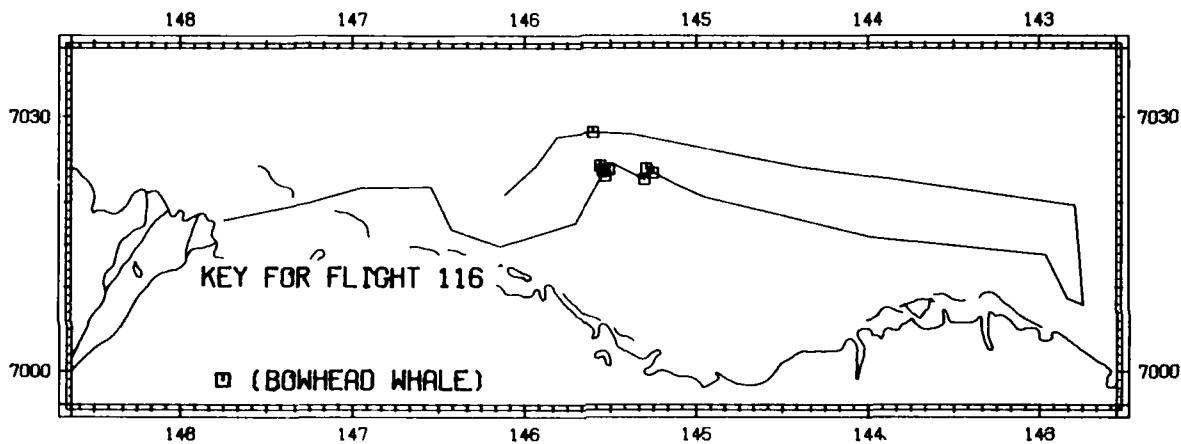 148 147 146 145 144 143
7030 7030
KEY FOR FLIGHT 116
7000 7000
(BOWHEAD WHALE)
148 147 146 145 144. 143